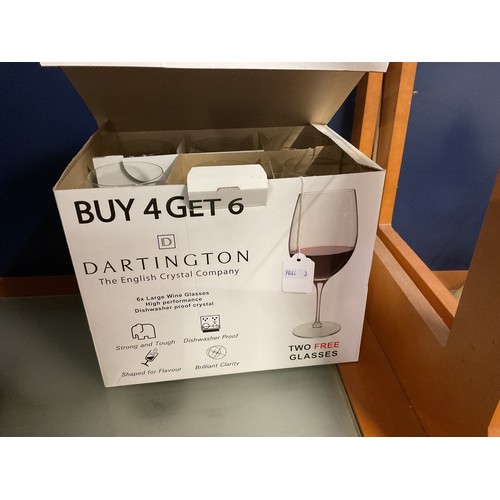 BUY 4 GET 6
D
DARTINGTON
The English Crystal Company
6x Large Wine Glasses
High performance
Dishwasher proof crystal
Strong and Tough
Dishwasher Proof
Shaped for Flavour
Brilliant Clarity
TWO FREE
GLASSES